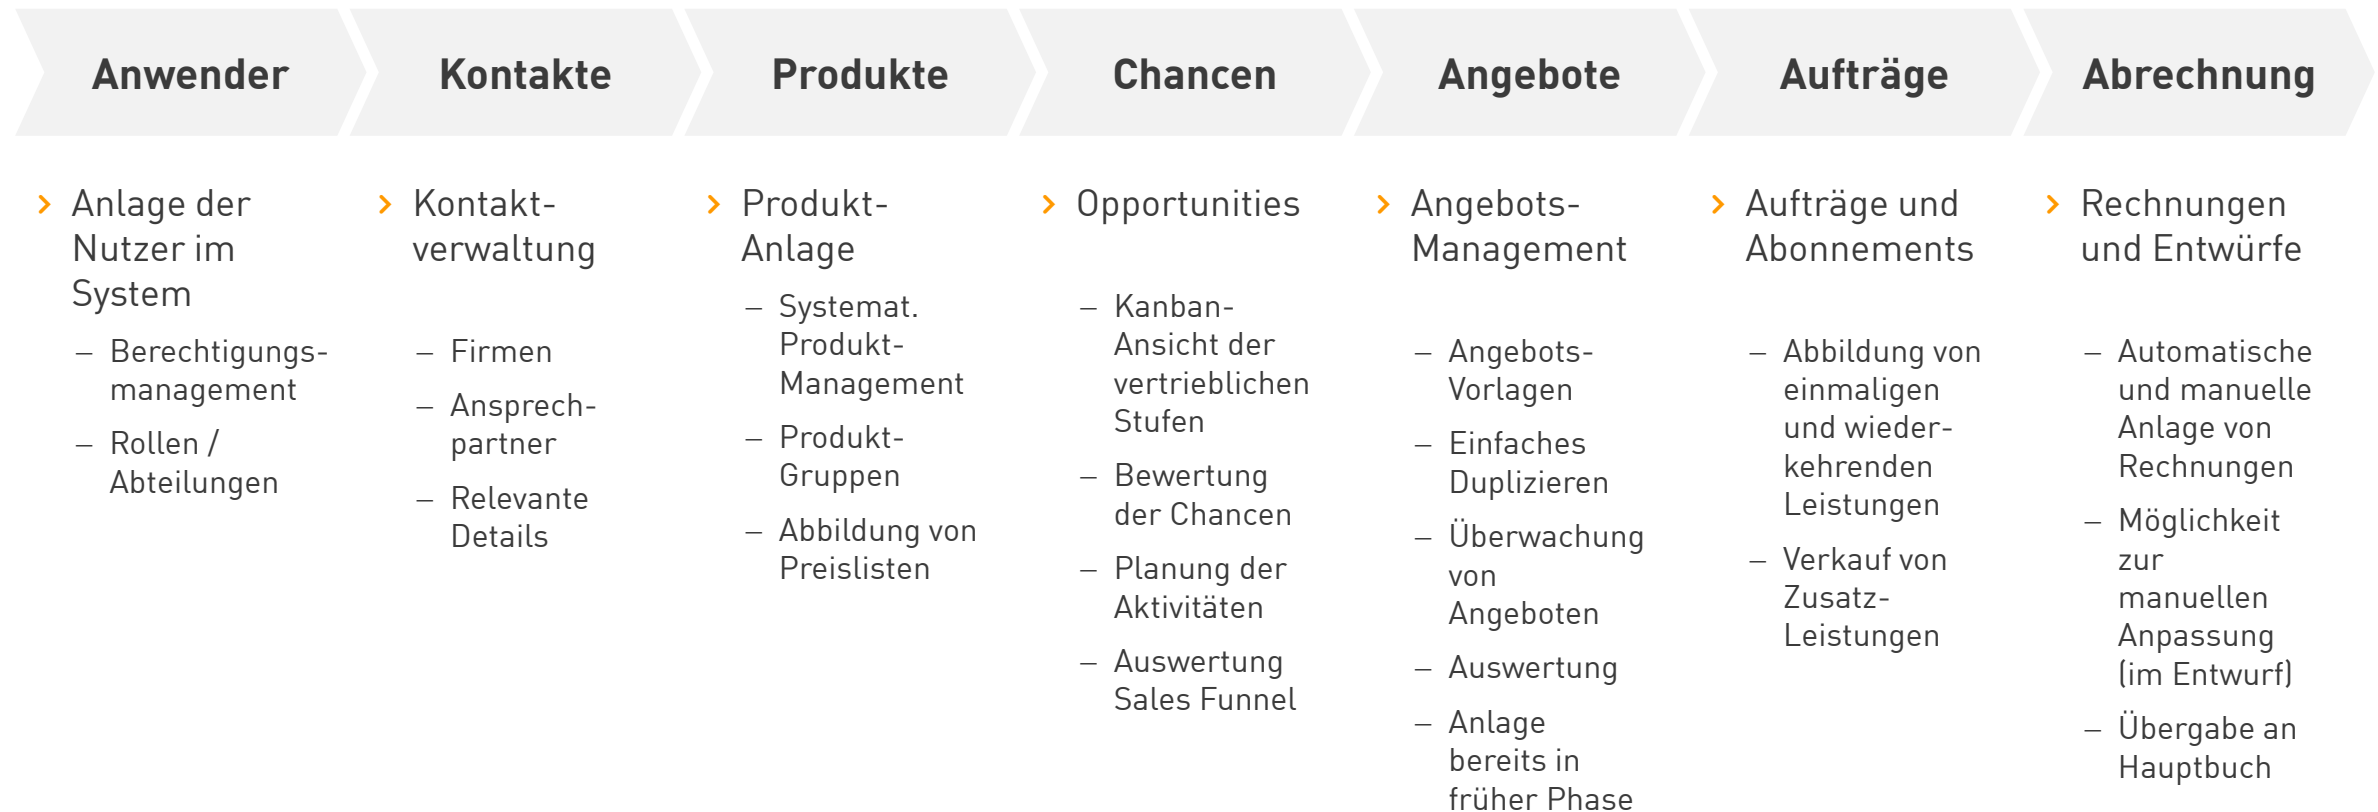 Anwender
Kontakte
Produkte
Chancen
Angebote
Aufträge
Abrechnung
Anlage der
Nutzer im
System
– Berechtigungs-
management
– Rollen /
Abteilungen
Kontakt-
verwaltung
– Firmen
– Ansprech-
partner
– Relevante
Details
Produkt-
Anlage
– Systemat.
Produkt-
Management
– Produkt-
Gruppen
– Abbildung von
Preislisten
Opportunities
– Kanban-
Ansicht der
vertrieblichen
Stufen
– Bewertung
der Chancen
– Planung der
Aktivitäten
– Auswertung
Sales Funnel
Angebots-
Management
– Angebots-
Vorlagen
– Einfaches
Duplizieren
– Überwachung
von
Angeboten
– Auswertung
– Anlage
bereits in
früher Phase
Aufträge und
Abonnements
– Abbildung von
einmaligen
und wieder-
kehrenden
Leistungen
– Verkauf von
Zusatz-
Leistungen
Rechnungen
und Entwürfe
– Automatische
und manuelle
Anlage von
Rechnungen
– Möglichkeit
zur
manuellen
Anpassung
(im Entwurf)
– Übergabe an
Hauptbuch